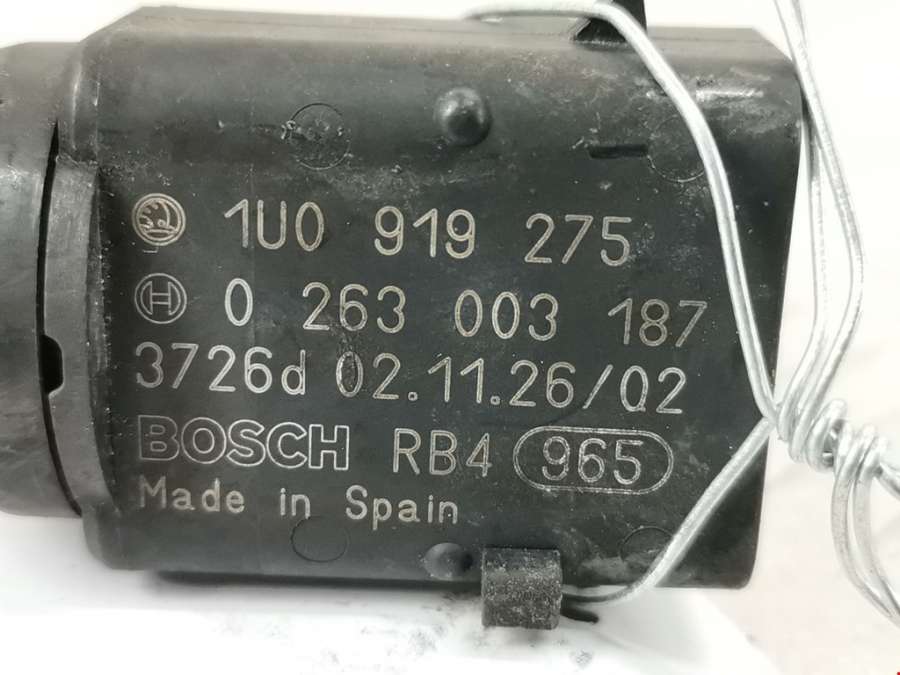 1U0 919 275
0 263 003 187
3726d 02.11.26/02
BOSCH RB4 965
Made in Spain